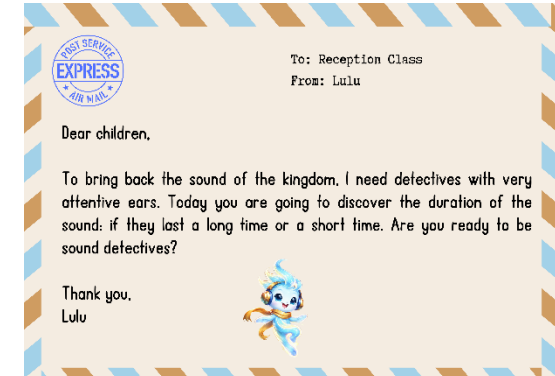 POST SERVICE
EXPRESS
AIR MAIL
To: Reception Class
From: Lulu
Dear children,
To bring back the sound of the kingdom, I need detectives with very
attentive ears. Today you are going to discover the duration of the
sound: if they last a long time or a short time. Are you ready to be
sound detectives?
Thank you,
Lulu